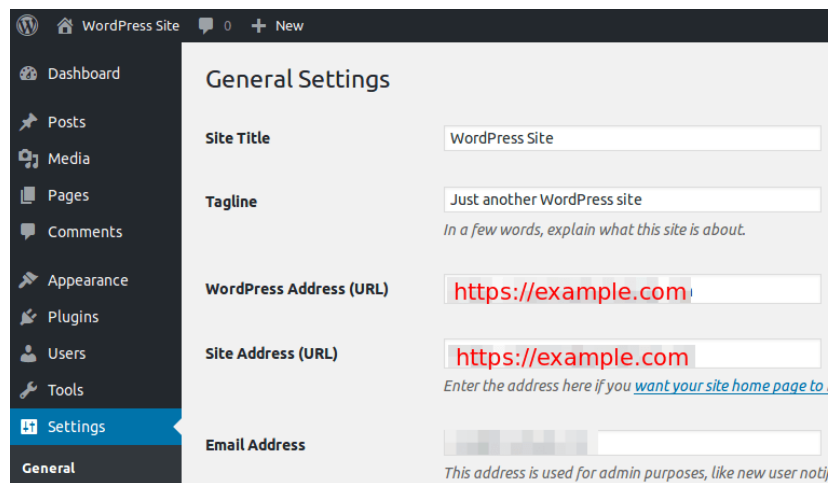 WordPress Site 0 New
Dashboard
Posts
Media
Pages
Comments
Appearance
Plugins
Users
Tools
Settings
General
General Settings
Site Title WordPress Site
Tagline Just another WordPress site
In a few words, explain what this site is about.
WordPress Address (URL) https://example.com
Site Address (URL) https://example.com
Enter the address here if you want your site home page to
Email Address
This address is used for admin purposes, like new user